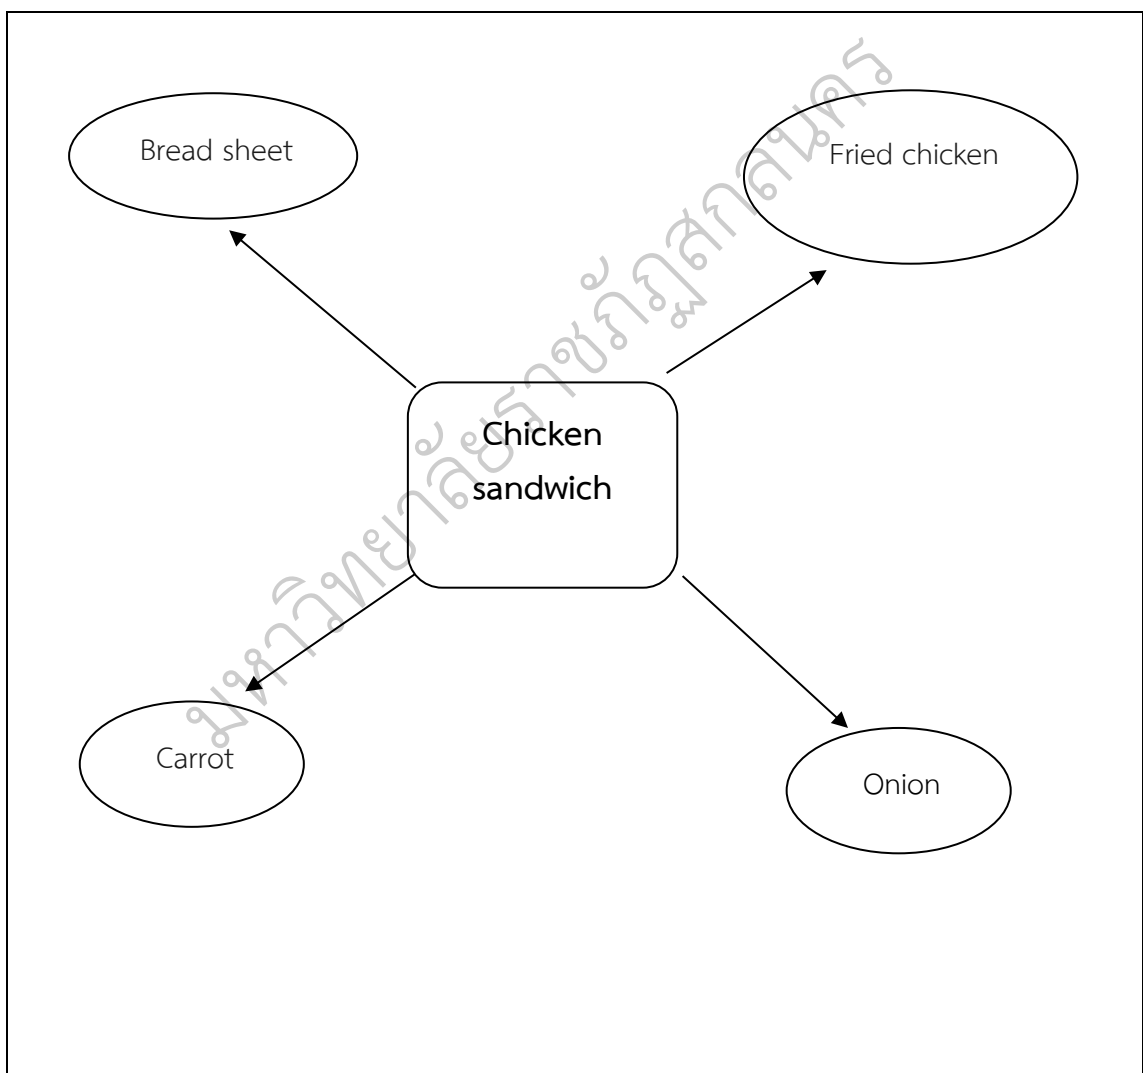 Bread sheet
Fried chicken
Chicken
sandwich
Carrot
Onion
มหาวิทยาลัยราชภัฏสกลนคร